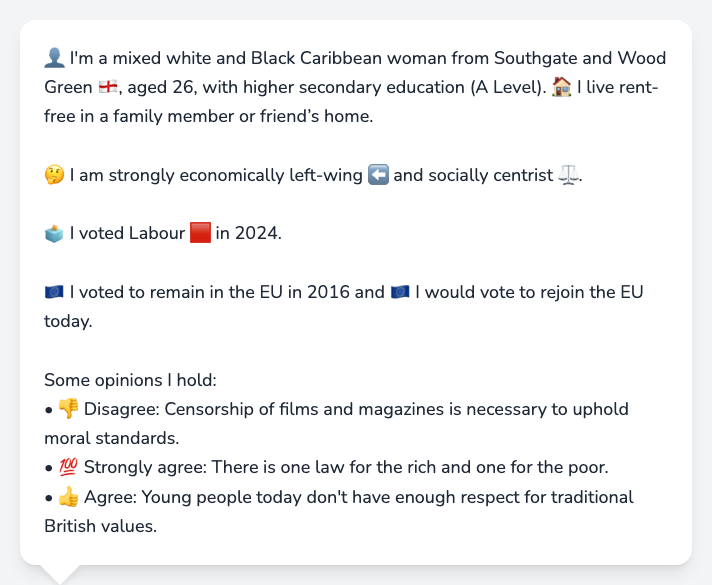 👤 I'm a mixed white and Black Caribbean woman from Southgate and Wood
Green 🏴󠁧󠁢󠁥󠁮󠁧󠁿, aged 26, with higher secondary education (A Level). 🏠 I live rent-
free in a family member or friend’s home.
🤔 I am strongly economically left-wing ⬅️ and socially centrist ⚖️.
🗳️ I voted Labour 🟥 in 2024.
🇪🇺 I voted to remain in the EU in 2016 and 🇪🇺 I would vote to rejoin the EU
today.
Some opinions I hold:
• 👎 Disagree: Censorship of films and magazines is necessary to uphold
moral standards.
• 💯 Strongly agree: There is one law for the rich and one for the poor.
• 👍 Agree: Young people today don't have enough respect for traditional
British values.